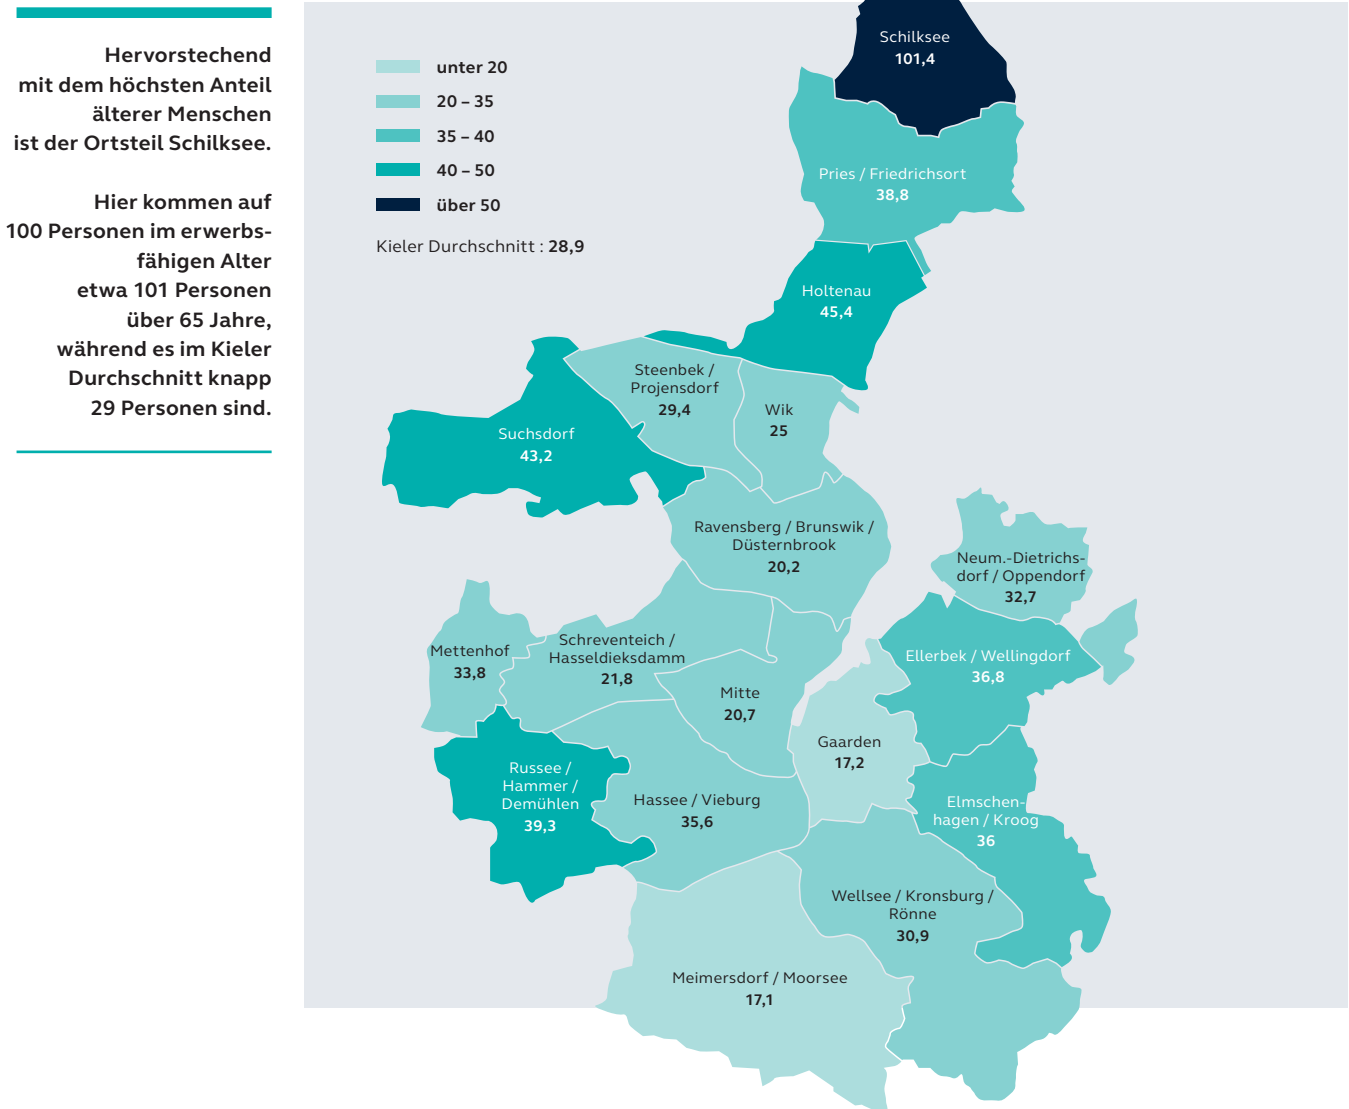 Hervorstechend
mit dem höchsten Anteil
älterer Menschen
ist der Ortsteil Schilksee.
Hier kommen auf
100 Personen im erwerbs-
fähigen Alter
etwa 101 Personen
über 65 Jahre,
während es im Kieler
Durchschnitt knapp
29 Personen sind.
unter 20
20 – 35
35 – 40
40 – 50
über 50
Kieler Durchschnitt : 28,9
Schilksee
101,4
Pries / Friedrichsort
38,8
Holtenau
45,4
Steenbek /
Projensdorf
29,4
Wik
25
Suchsdorf
43,2
Ravensberg / Brunswik /
Düsternbrook
20,2
Neum.-Dietrichs-
dorf / Oppendorf
32,7
Mettenhof
33,8
Schreventeich /
Hasseldieksdamm
21,8
Ellerbek / Wellingdorf
36,8
Mitte
20,7
Gaarden
17,2
Russee /
Hammer /
Demühlen
39,3
Hassee / Vieburg
35,6
Elmschen-
hagen / Kroog
36
Wellsee / Kronsburg /
Rönne
30,9
Meimersdorf / Moorsee
17,1